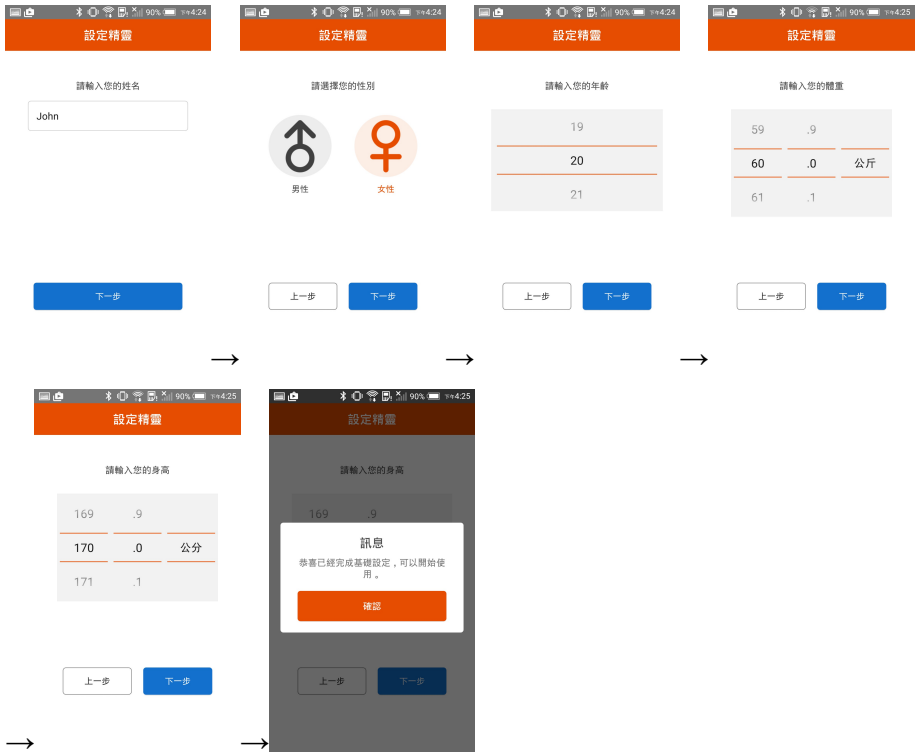 90% 下午4:24
設定精靈
請輸入您的姓名
John
下一步
→
90% 下午4:24
設定精靈
請選擇您的性別
男性 女性
上一步 下一步
→
90% 下午4:24
設定精靈
請輸入您的年齡
19
20
21
上一步 下一步
→
90% 下午4:25
設定精靈
請輸入您的體重
59 .9
60 .0 公斤
61 .1
上一步 下一步
90% 下午4:25
設定精靈
請輸入您的身高
169 .9
170 .0 公分
171 .1
上一步 下一步
→
90% 下午4:25
設定精靈
請輸入您的身高
169 .9
訊息
恭喜已經完成基礎設定，可以開始使
用。
確認
上一步 下一步
→